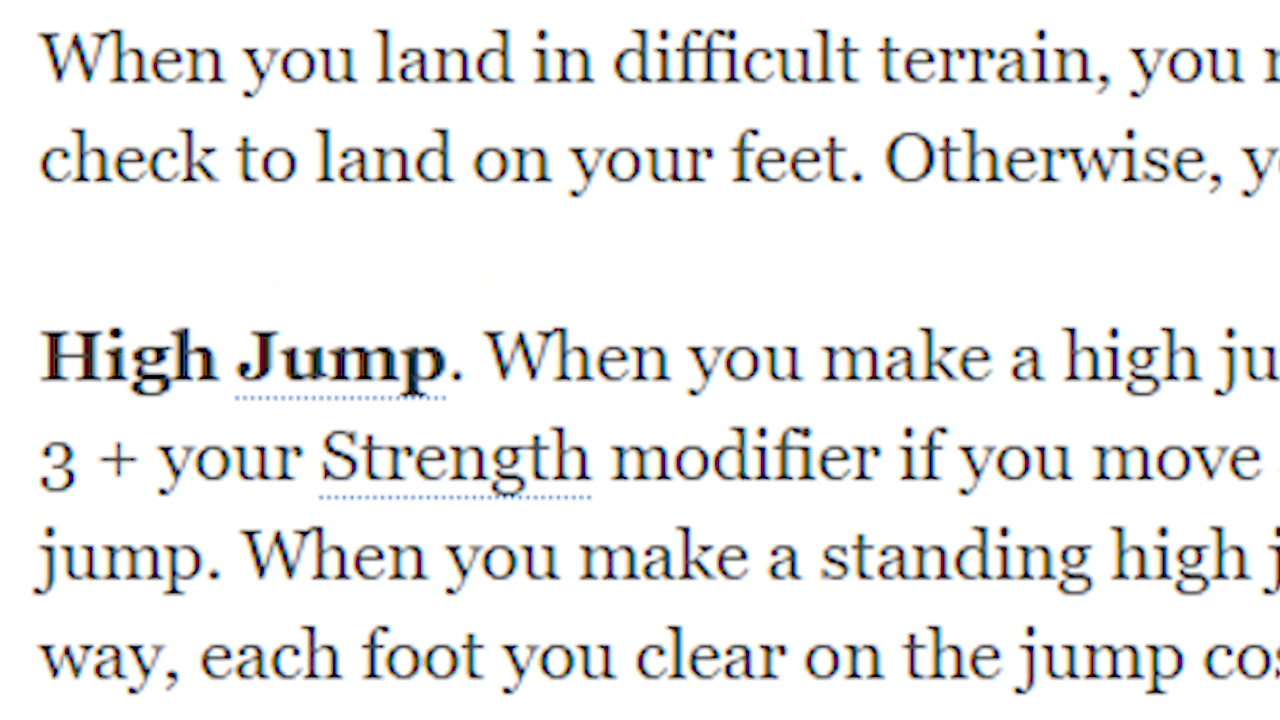 When you land in difficult terrain, you
check to land on your feet. Otherwise,
High Jump. When you make a high
3 + your Strength modifier if you move
jump. When you make a standing high
way, each foot you clear on the jump